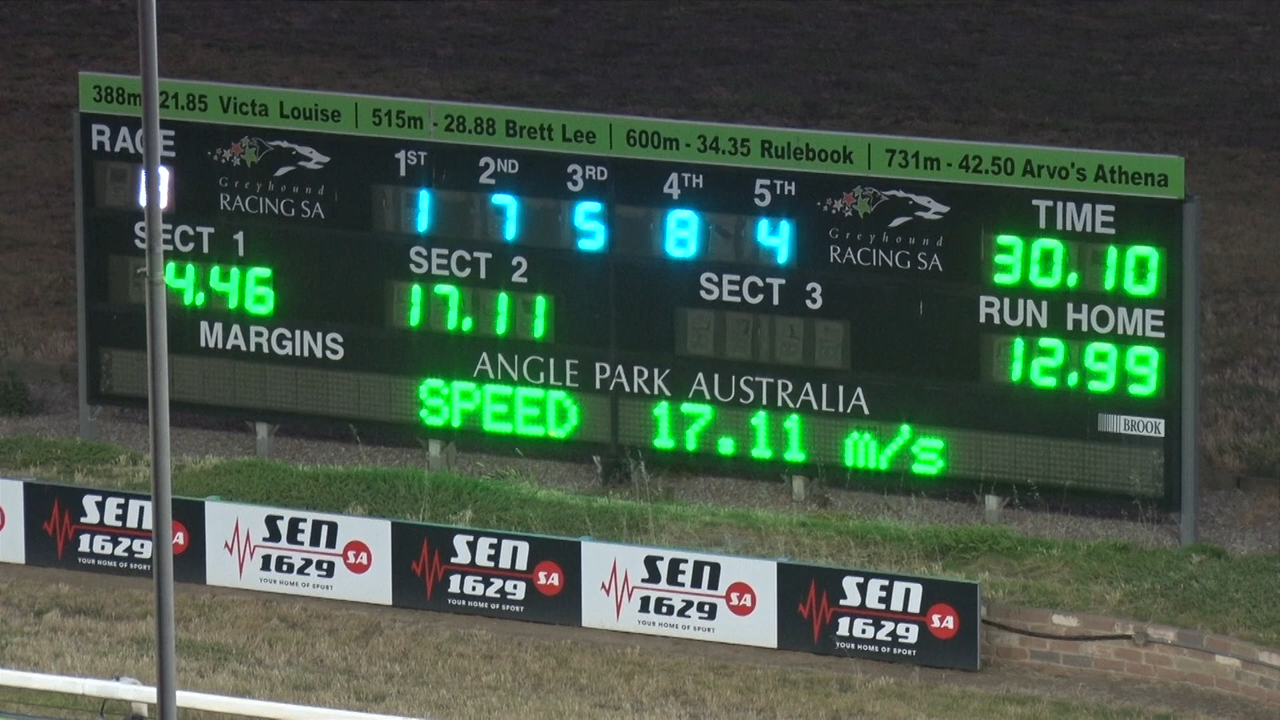 388m 21.85 Victa Louise | 515m - 28.88 Brett Lee | 600m - 34.35 Rulebook | 731m - 42.50 Arvo's Athena
RACE
Greyhound
RACING SA
1ST 2ND 3RD 4TH 5TH
1 7 5 8 4
Greyhound
RACING SA
TIME
30.10
SECT 1
4.46
SECT 2
17.11
SECT 3
RUN HOME
12.99
MARGINS
ANGLE PARK AUSTRALIA
SPEED 17.11 m/s
BROOK
SEN
1629 SA
SEN
1629 SA
YOUR HOME OF SPORT
SEN
1629 SA
YOUR HOME OF SPORT
SEN
1629 SA
YOUR HOME OF SPORT
SEN
1629 SA
YOUR HOME OF SPORT